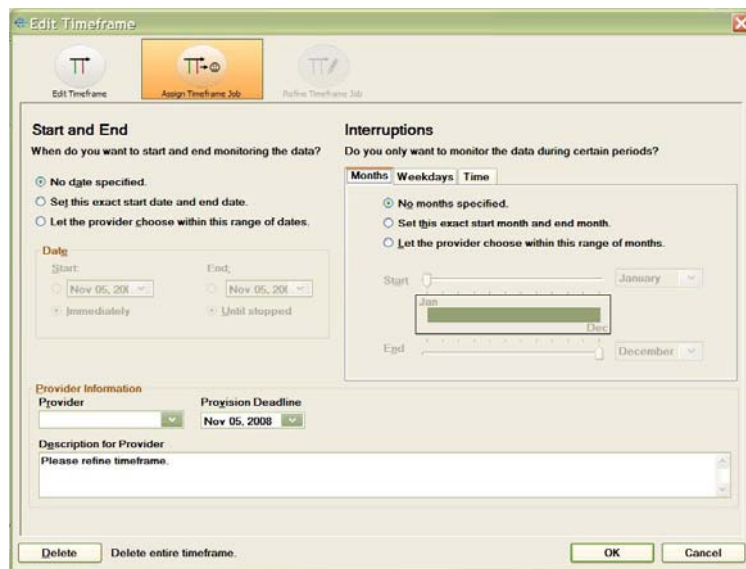 Edit Timeframe
Edit Timeframe
Assign Timeframe Job
Refine Timeframe Job
Start and End
When do you want to start and end monitoring the data?
No date specified.
Set this exact start date and end date.
Let the provider choose within this range of dates.
Date
Start:
End:
Nov 05, 200
Nov 05, 200
Immediately
Until stopped
Interruptions
Do you only want to monitor the data during certain periods?
Months Weekdays Time
No months specified.
Set this exact start month and end month.
Let the provider choose within this range of months.
Start
January
Jan
Dec
End
December
Provider Information
Provider
Provision Deadline
Nov 05, 2008
Description for Provider
Please refine timeframe.
Delete
Delete entire timeframe.
OK
Cancel